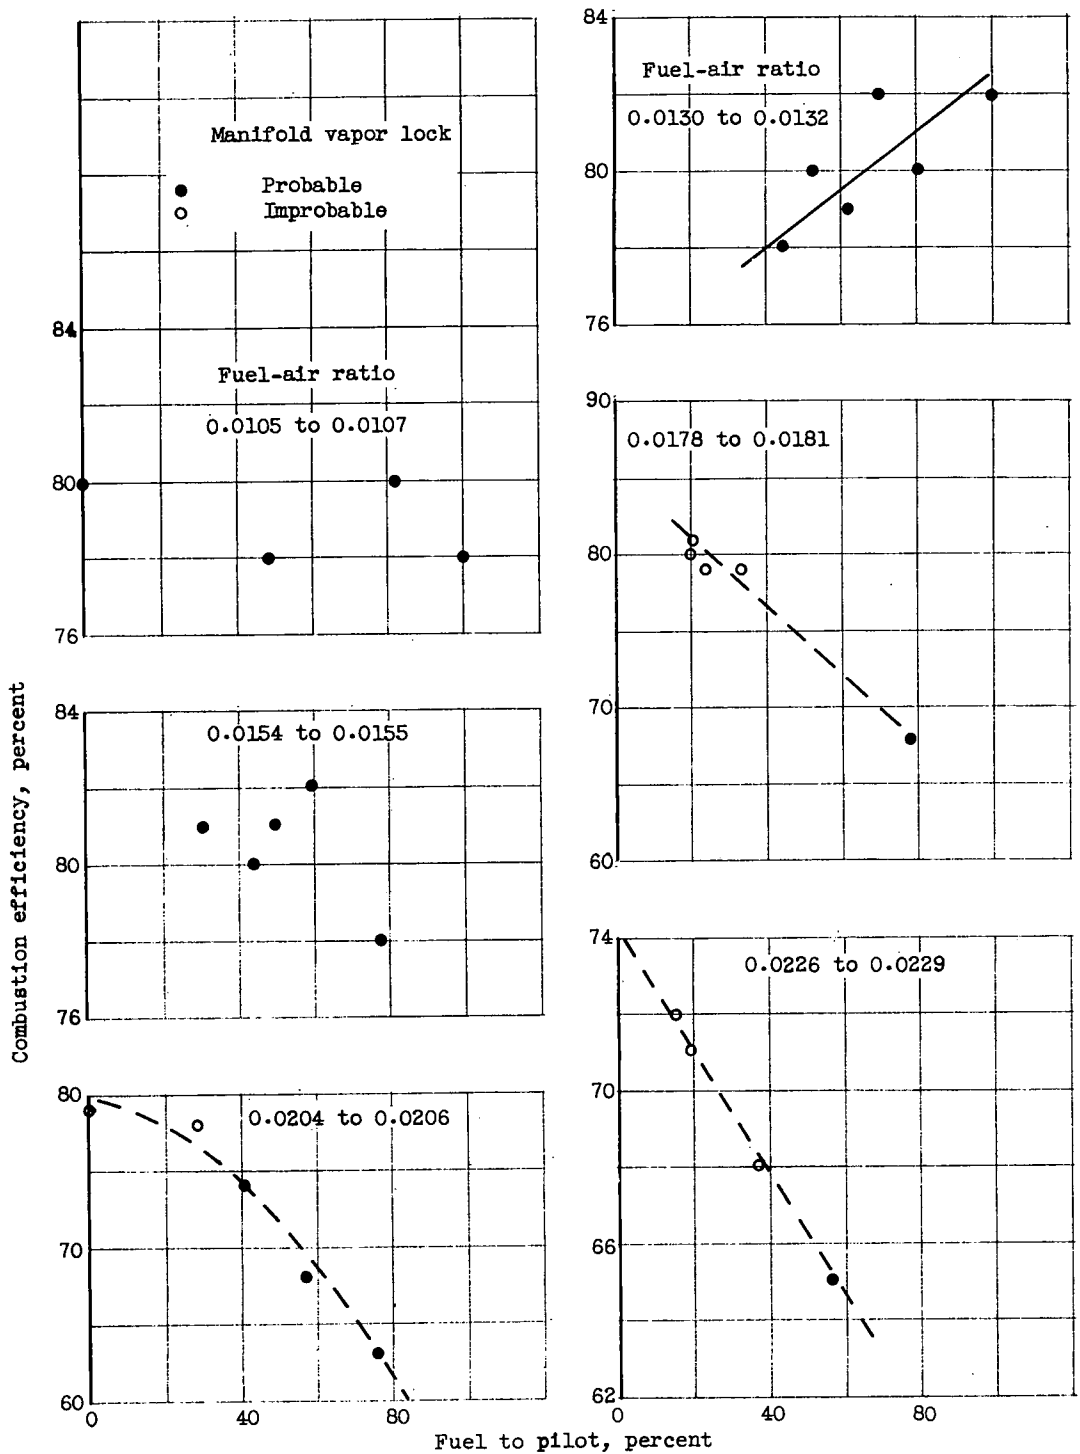 Manifold vapor lock
Probable
Improbable
84
Fuel-air ratio
0.0105 to 0.0107
80
76
84
Fuel-air ratio
0.0130 to 0.0132
80
76
84
0.0154 to 0.0155
80
76
90
0.0178 to 0.0181
80
70
60
80
0.0204 to 0.0206
70
60
0
40
80
74
0.0226 to 0.0229
70
66
62
0
40
80
Combustion efficiency, percent
Fuel to pilot, percent